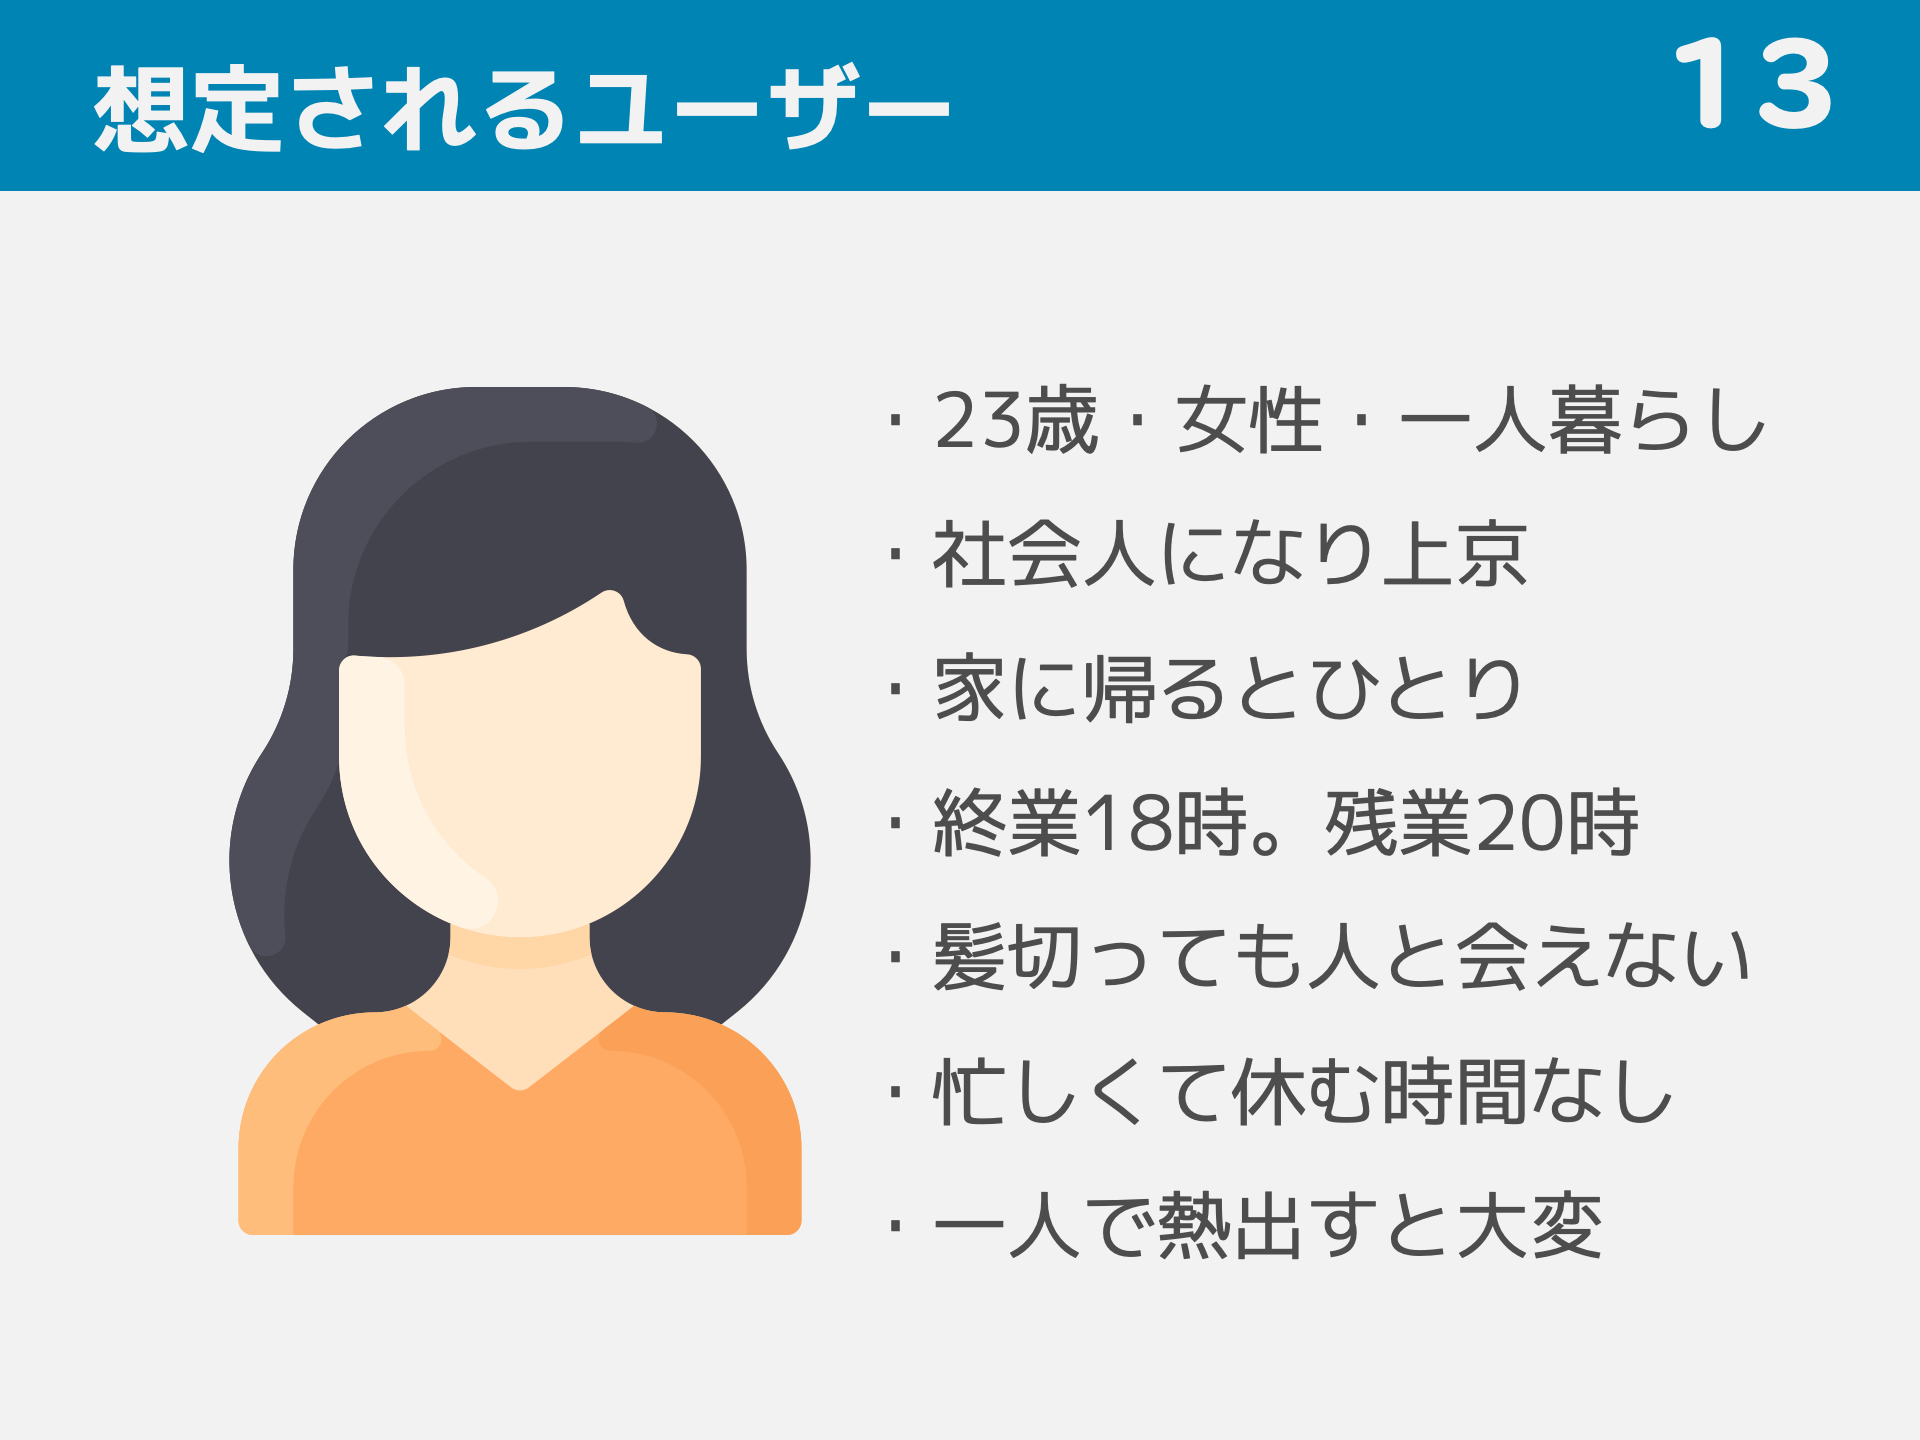 想定されるユーザー
13
・23歳・女性・一人暮らし
・社会人になり上京
・家に帰るとひとり
・終業18時。残業20時
・髪切っても人と会えない
・忙しくて休む時間なし
・一人で熱出すと大変